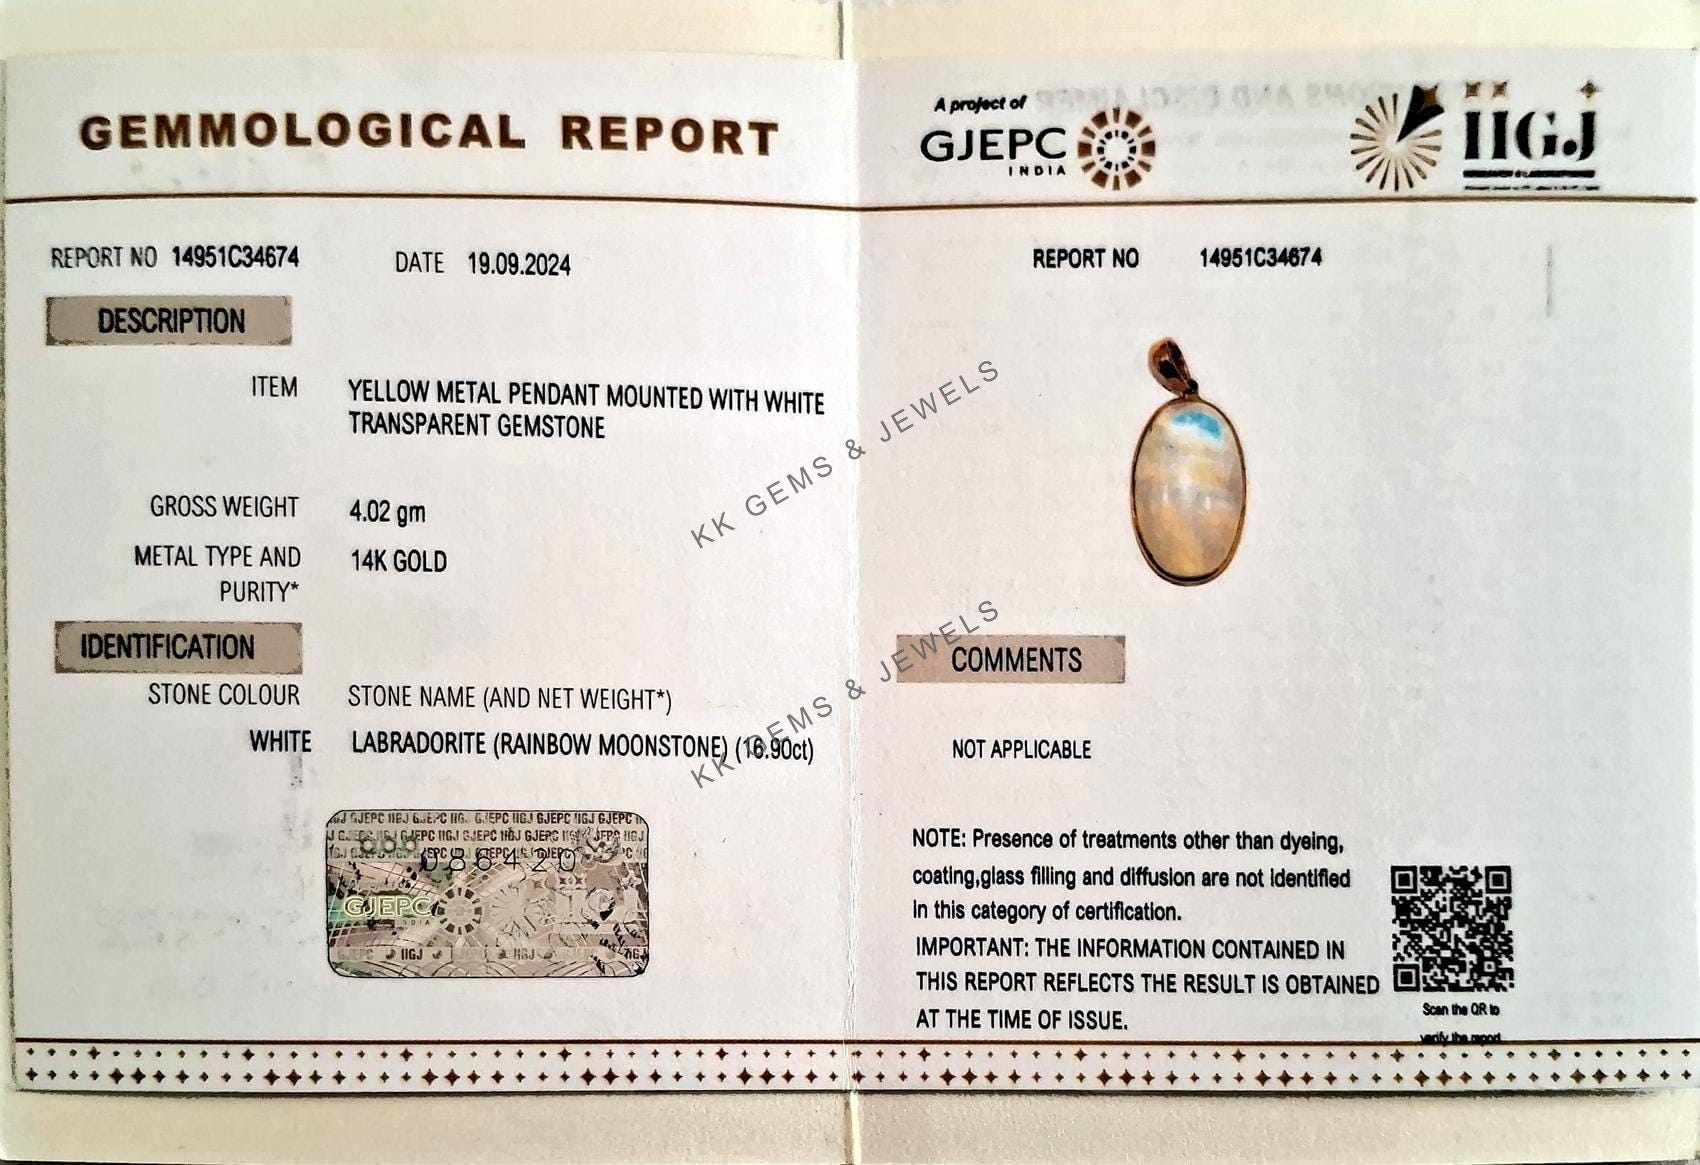 GEMMOLOGICAL REPORT
REPORT NO 14951C34674
DATE 19.09.2024
DESCRIPTION
ITEM YELLOW METAL PENDANT MOUNTED WITH WHITE
TRANSPARENT GEMSTONE
GROSS WEIGHT 4.02 gm
METAL TYPE AND 14K GOLD
PURITY*
IDENTIFICATION
STONE COLOUR STONE NAME (AND NET WEIGHT*)
WHITE LABRADORITE (RAINBOW MOONSTONE) (16.90ct)
086420
GJEPC
A project of
GJEPC
INDIA
IIGJ
REPORT NO 14951C34674
KK GEMS & JEWELS
KK GEMS & JEWELS
COMMENTS
NOT APPLICABLE
NOTE: Presence of treatments other than dyeing,
coating,glass filling and diffusion are not identified
in this category of certification.
IMPORTANT: THE INFORMATION CONTAINED IN
THIS REPORT REFLECTS THE RESULT IS OBTAINED
AT THE TIME OF ISSUE.
Scan the QR to
verify the report